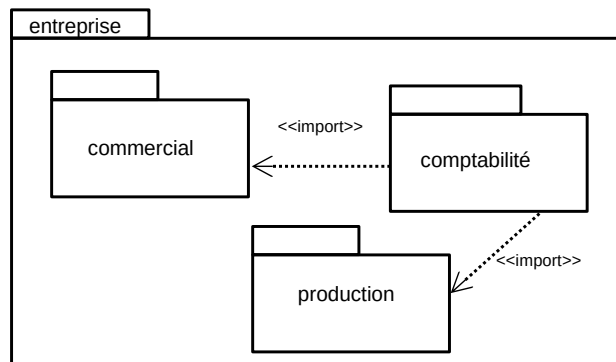 entreprise
<<import>>
commercial
comptabilité
<<import>>
production